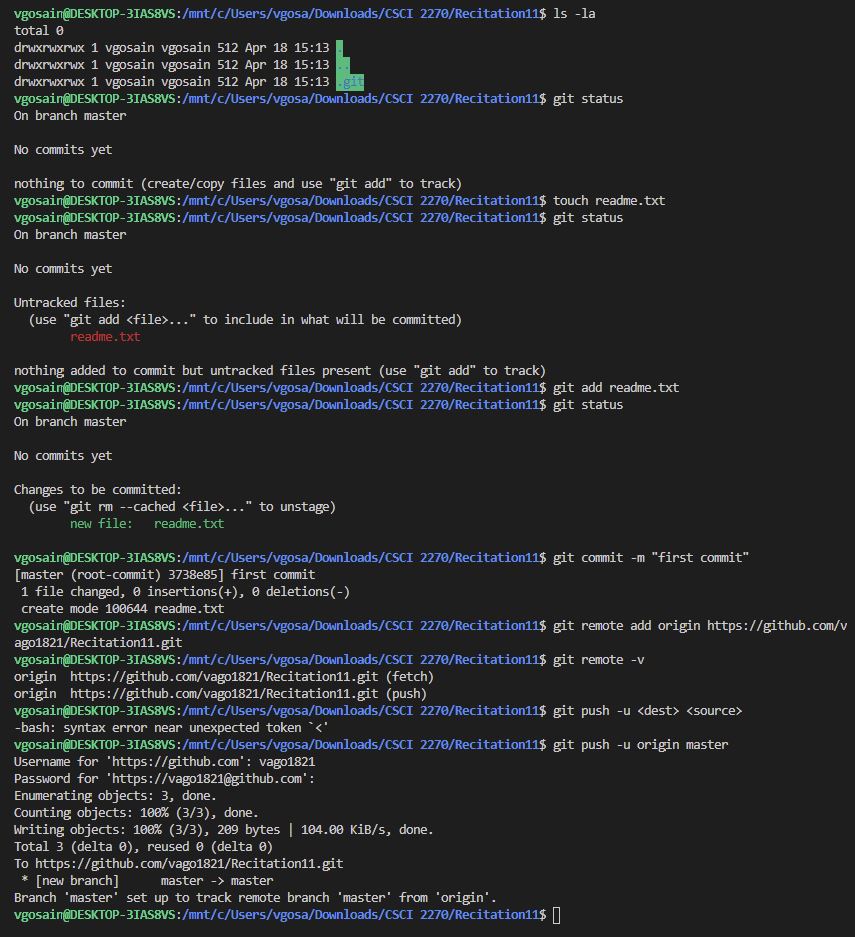 vgosain@DESKTOP-3IAS8VS:/mnt/c/Users/vgosa/Downloads/CSCI 2270/Recitation11$ ls -la
total 0
drwxrwxrwx 1 vgosain vgosain 512 Apr 18 15:13 .
drwxrwxrwx 1 vgosain vgosain 512 Apr 18 15:13 ..
drwxrwxrwx 1 vgosain vgosain 512 Apr 18 15:13 .git
vgosain@DESKTOP-3IAS8VS:/mnt/c/Users/vgosa/Downloads/CSCI 2270/Recitation11$ git status
On branch master

No commits yet

nothing to commit (create/copy files and use "git add" to track)
vgosain@DESKTOP-3IAS8VS:/mnt/c/Users/vgosa/Downloads/CSCI 2270/Recitation11$ touch readme.txt
vgosain@DESKTOP-3IAS8VS:/mnt/c/Users/vgosa/Downloads/CSCI 2270/Recitation11$ git status
On branch master

No commits yet

Untracked files:
  (use "git add <file>..." to include in what will be committed)
        readme.txt

nothing added to commit but untracked files present (use "git add" to track)
vgosain@DESKTOP-3IAS8VS:/mnt/c/Users/vgosa/Downloads/CSCI 2270/Recitation11$ git add readme.txt
vgosain@DESKTOP-3IAS8VS:/mnt/c/Users/vgosa/Downloads/CSCI 2270/Recitation11$ git status
On branch master

No commits yet

Changes to be committed:
  (use "git rm --cached <file>..." to unstage)
        new file:   readme.txt

vgosain@DESKTOP-3IAS8VS:/mnt/c/Users/vgosa/Downloads/CSCI 2270/Recitation11$ git commit -m "first commit"
[master (root-commit) 3738e85] first commit
 1 file changed, 0 insertions(+), 0 deletions(-)
 create mode 100644 readme.txt
vgosain@DESKTOP-3IAS8VS:/mnt/c/Users/vgosa/Downloads/CSCI 2270/Recitation11$ git remote add origin https://github.com/v
ago1821/Recitation11.git
vgosain@DESKTOP-3IAS8VS:/mnt/c/Users/vgosa/Downloads/CSCI 2270/Recitation11$ git remote -v
origin  https://github.com/vago1821/Recitation11.git (fetch)
origin  https://github.com/vago1821/Recitation11.git (push)
vgosain@DESKTOP-3IAS8VS:/mnt/c/Users/vgosa/Downloads/CSCI 2270/Recitation11$ git push -u <dest> <source>
-bash: syntax error near unexpected token `<'
vgosain@DESKTOP-3IAS8VS:/mnt/c/Users/vgosa/Downloads/CSCI 2270/Recitation11$ git push -u origin master
Username for 'https://github.com': vago1821
Password for 'https://vago1821@github.com':
Enumerating objects: 3, done.
Counting objects: 100% (3/3), done.
Writing objects: 100% (3/3), 209 bytes | 104.00 KiB/s, done.
Total 3 (delta 0), reused 0 (delta 0)
To https://github.com/vago1821/Recitation11.git
 * [new branch]      master -> master
Branch 'master' set up to track remote branch 'master' from 'origin'.
vgosain@DESKTOP-3IAS8VS:/mnt/c/Users/vgosa/Downloads/CSCI 2270/Recitation11$